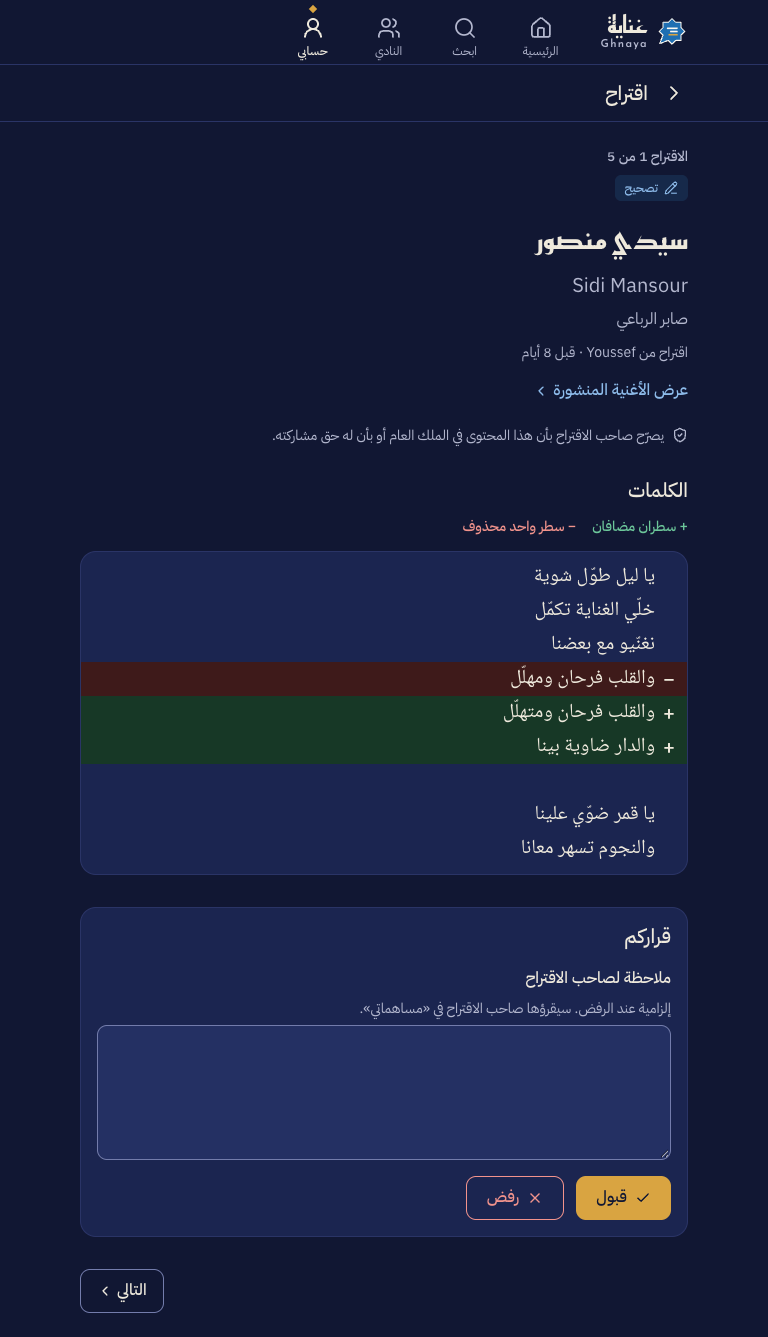 غناية
Ghnaya
الرئيسية
ابحث
النادي
حسابي
اقتراح
الاقتراح 1 من 5
تصحيح
سيدي منصور
Sidi Mansour
صابر الرباعي
اقتراح من Youssef · قبل 8 أيام
عرض الأغنية المنشورة
يصرّح صاحب الاقتراح بأن هذا المحتوى في الملك العام أو بأن له حق مشاركته.
الكلمات
+ سطران مضافان
− سطر واحد محذوف
يا ليل طوّل شوية
خلّي الغناية تكمّل
نغنّيو مع بعضنا
− والقلب فرحان ومهلّل
+ والقلب فرحان ومتهلّل
+ والدار ضاوية بينا
يا قمر ضوّي علينا
والنجوم تسهر معانا
قراركم
ملاحظة لصاحب الاقتراح
إلزامية عند الرفض. سيقرؤها صاحب الاقتراح في «مساهماتي».
قبول
رفض
التالي